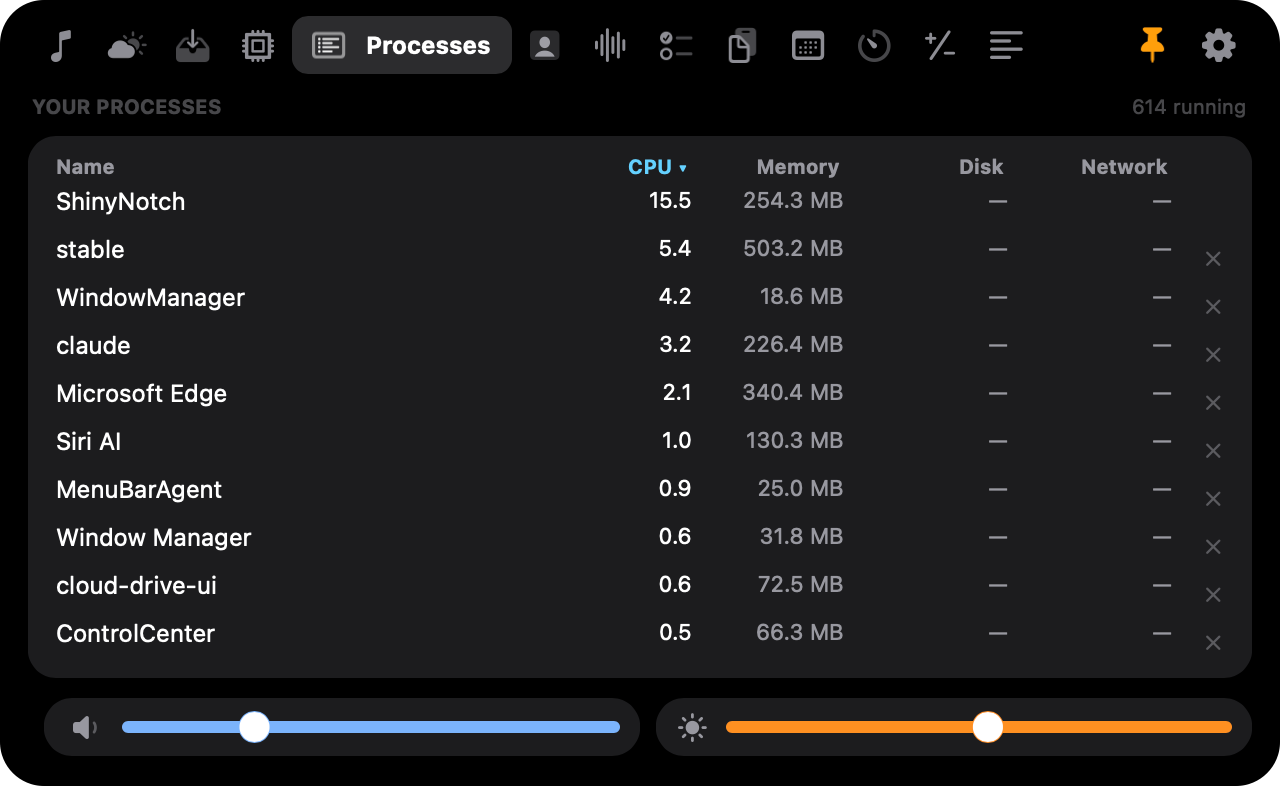 Processes
YOUR PROCESSES 614 running
Name CPU ▾ Memory Disk Network
ShinyNotch 15.5 254.3 MB — —
stable 5.4 503.2 MB — —
WindowManager 4.2 18.6 MB — —
claude 3.2 226.4 MB — —
Microsoft Edge 2.1 340.4 MB — —
Siri AI 1.0 130.3 MB — —
MenuBarAgent 0.9 25.0 MB — —
Window Manager 0.6 31.8 MB — —
cloud-drive-ui 0.6 72.5 MB — —
ControlCenter 0.5 66.3 MB — —